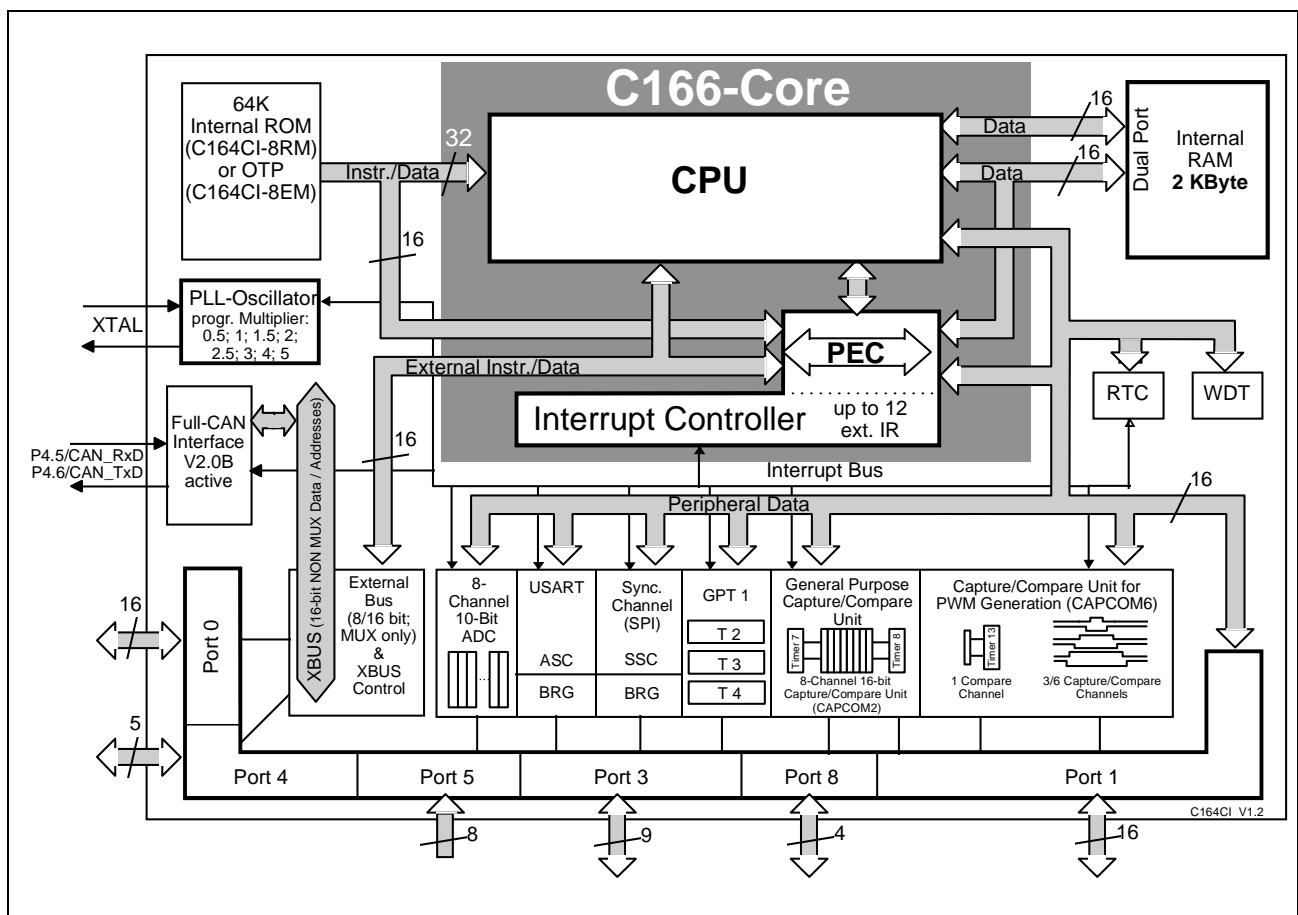 C166-Core
64K
Internal ROM
(C164CI-8RM)
or OTP
(C164CI-8EM)
Instr./Data
32
CPU
Data
16
Data
16
Dual Port
Internal
RAM
2 KByte
16
PLL-Oscillator
progr. Multiplier:
0.5; 1; 1.5; 2;
2.5; 3; 4; 5
XTAL
External Instr./Data
PEC
Interrupt Controller
up to 12
ext. IR
RTC
WDT
Full-CAN
Interface
V2.0B
active
P4.5/CAN_RxD
P4.6/CAN_TxD
XBUS (16-bit NON MUX Data / Addresses)
16
Interrupt Bus
Peripheral Data
16
External
Bus
(8/16 bit;
MUX only)
&
XBUS
Control
8-
Channel
10-Bit
ADC
...
USART
ASC
BRG
Sync.
Channel
(SPI)
SSC
BRG
GPT 1
T 2
T 3
T 4
General Purpose
Capture/Compare
Unit
Timer 7
Timer 8
8-Channel 16-bit
Capture/Compare Unit
(CAPCOM2)
Capture/Compare Unit for
PWM Generation (CAPCOM6)
Timer 13
1 Compare
Channel
3/6 Capture/Compare
Channels
16
Port 0
5
Port 4
Port 5
Port 3
Port 8
Port 1
C164CI V1.2
8
9
4
16